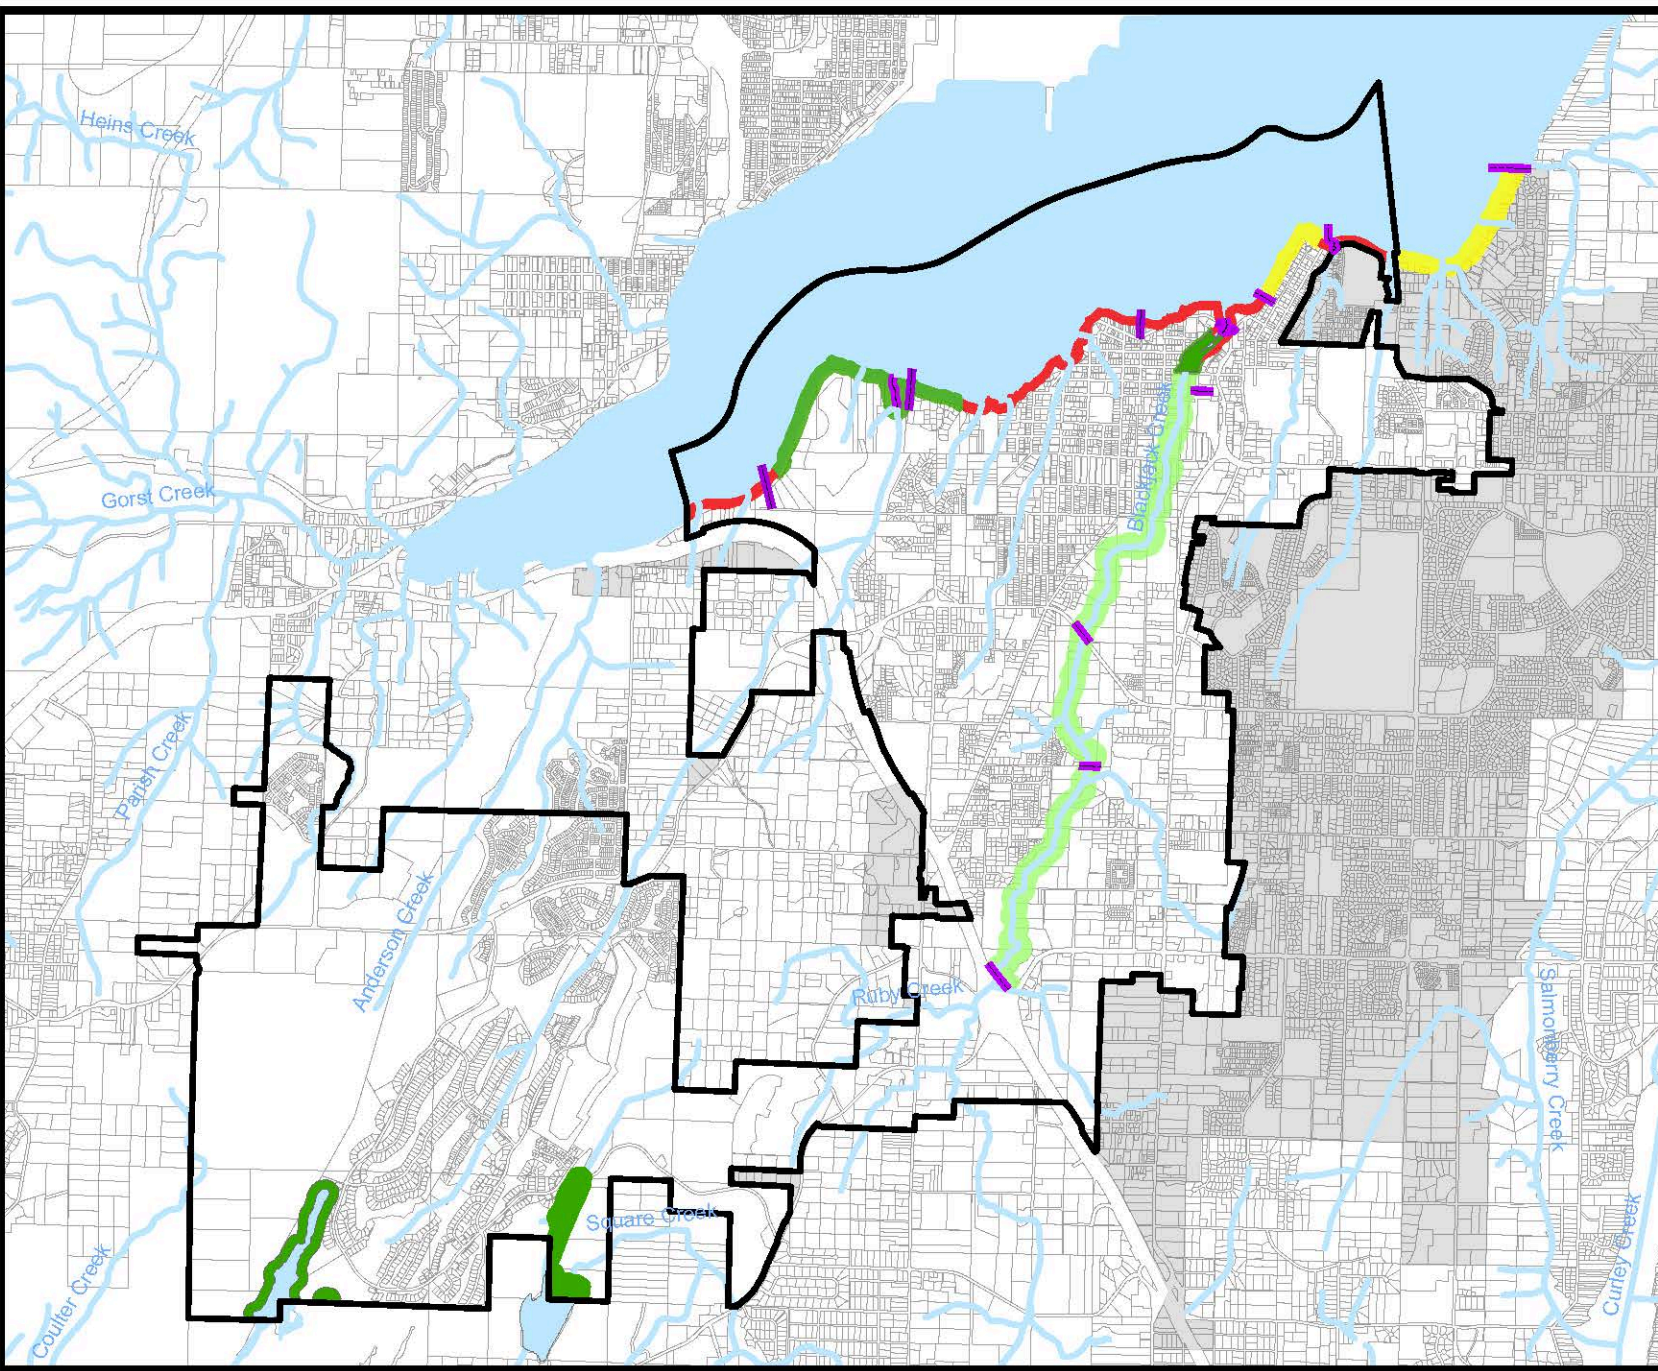 Heins Creek
Gorst Creek
Blackjack Creek
Parish Creek
Anderson Creek
Ruby Creek
Salmonberry Creek
Square Creek
Coulter Creek
Curley Creek